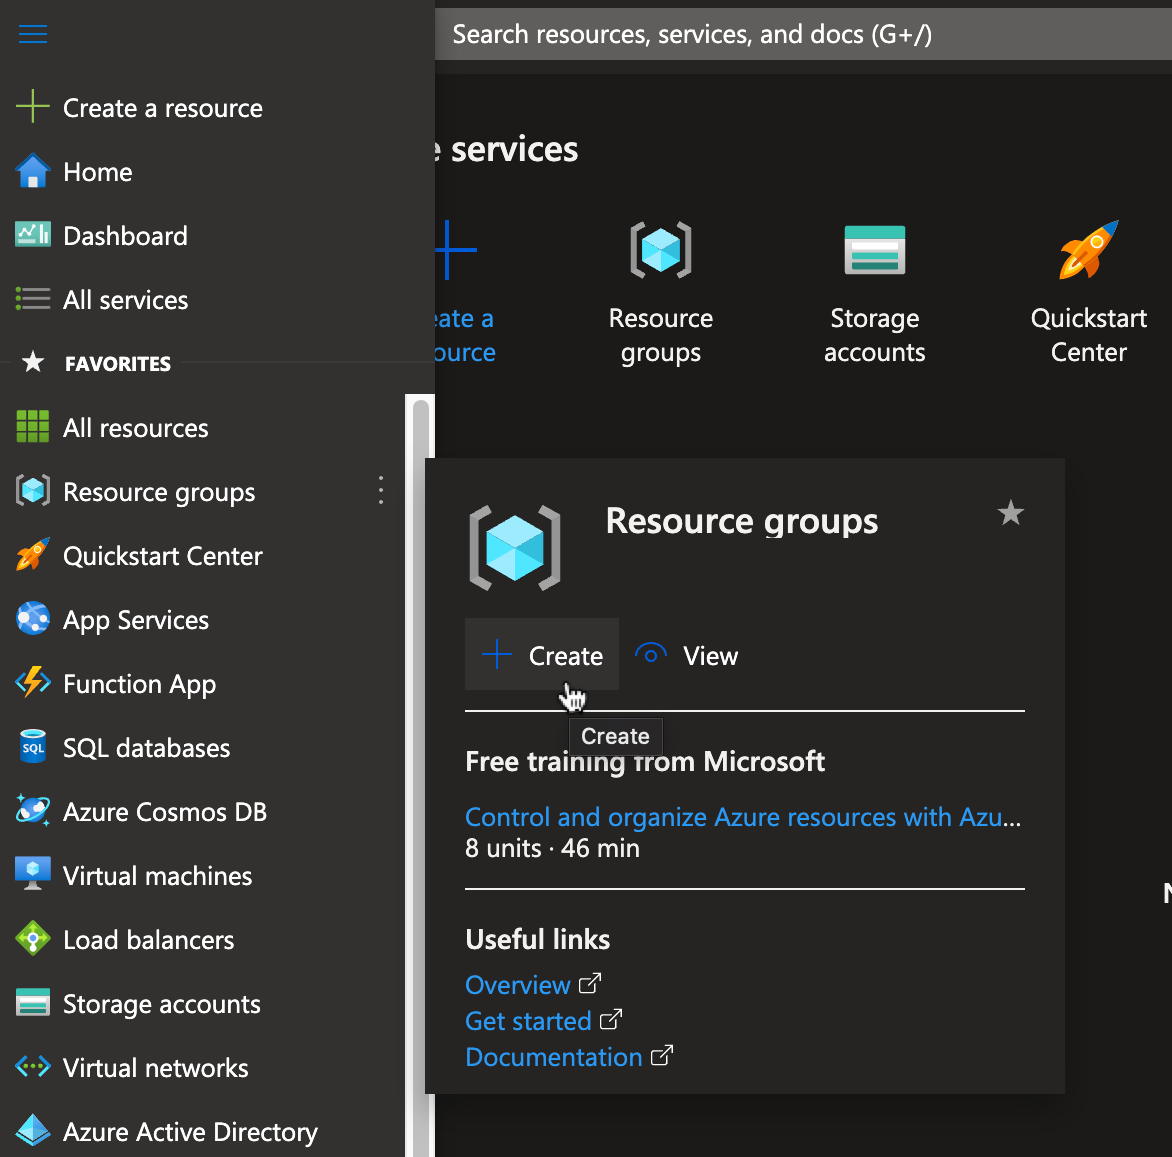 Search resources, services, and docs (G+/)
Create a resource
Home
Dashboard
All services
FAVORITES
All resources
Resource groups
Quickstart Center
App Services
Function App
SQL
SQL databases
Azure Cosmos DB
Virtual machines
Load balancers
Storage accounts
Virtual networks
Azure Active Directory
e services
eate a
ource
Resource
groups
Storage
accounts
Quickstart
Center
Resource groups
Create
View
Create
Free training from Microsoft
Control and organize Azure resources with Azu...
8 units · 46 min
Useful links
Overview
Get started
Documentation